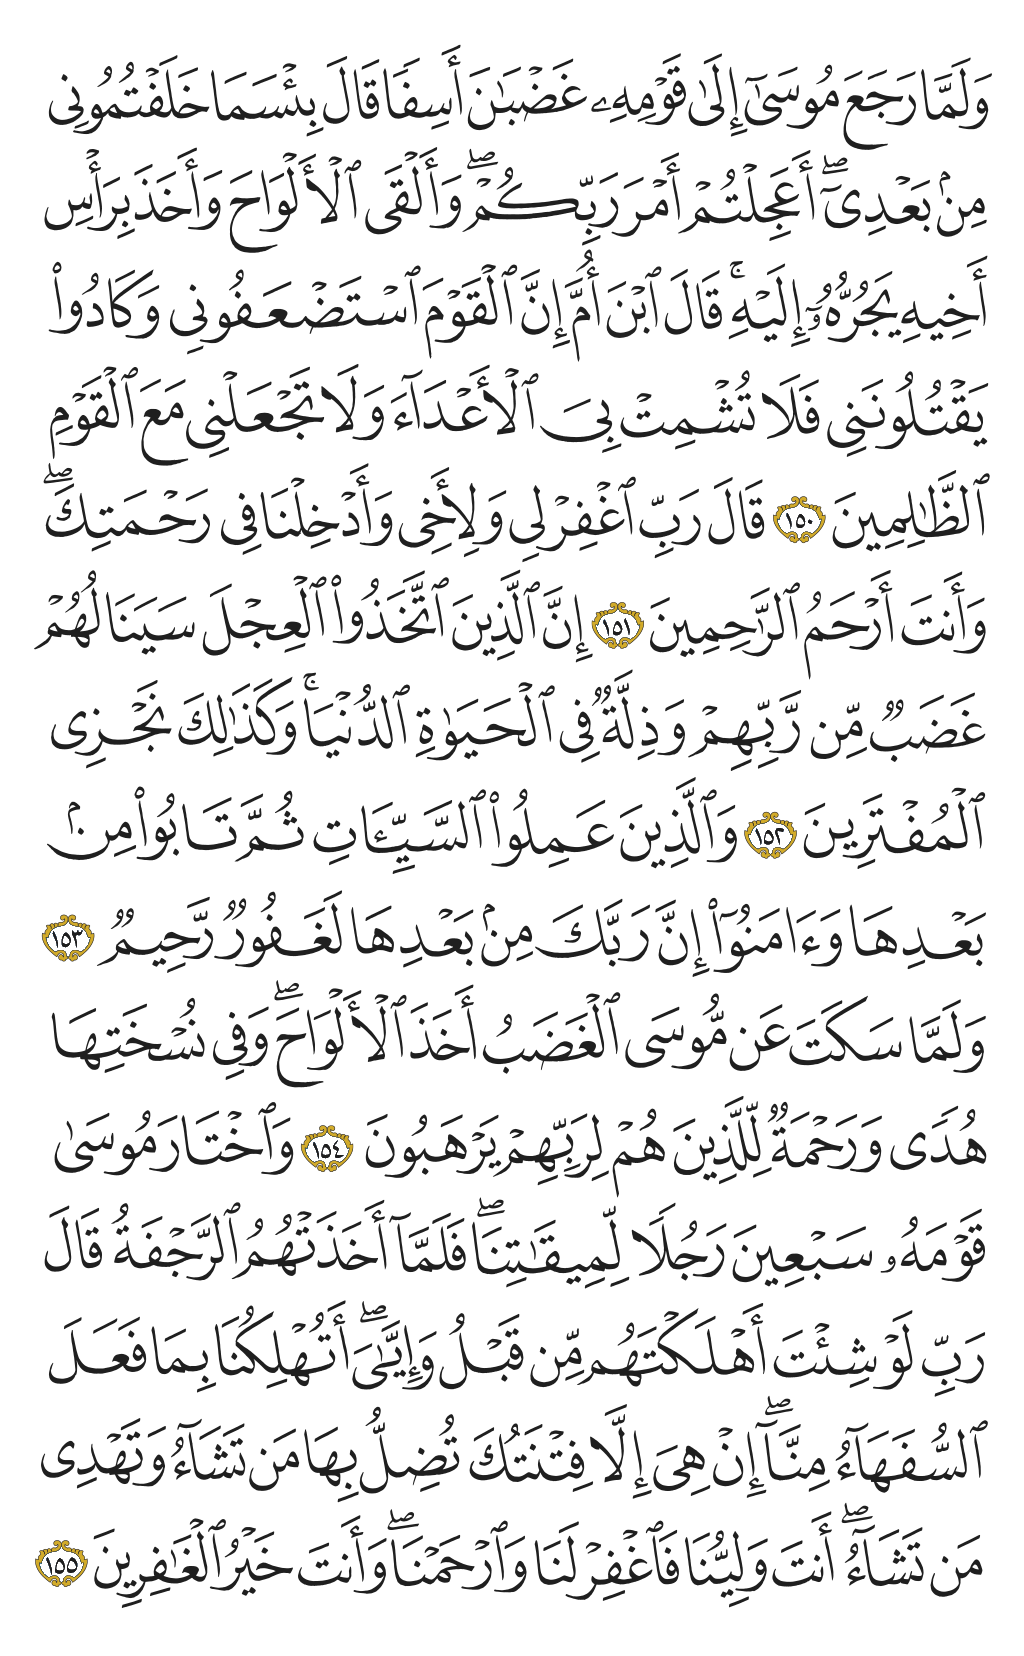 وَلَمَّا رَجَعَ مُوسَىٰٓ إِلَىٰ قَوْمِهِۦ غَضْبَٰنَ أَسِفًا قَالَ بِئْسَمَا خَلَفْتُمُونِى
مِنۢ بَعْدِىٓۖ أَعَجِلْتُمْ أَمْرَ رَبِّكُمْۖ وَأَلْقَى ٱلْأَلْوَاحَ وَأَخَذَ بِرَأْسِ
أَخِيهِ يَجُرُّهُۥٓ إِلَيْهِۚ قَالَ ٱبْنَ أُمَّ إِنَّ ٱلْقَوْمَ ٱسْتَضْعَفُونِى وَكَادُوا۟
يَقْتُلُونَنِى فَلَا تُشْمِتْ بِىَ ٱلْأَعْدَآءَ وَلَا تَجْعَلْنِى مَعَ ٱلْقَوْمِ
ٱلظَّٰلِمِينَ ١٥٠ قَالَ رَبِّ ٱغْفِرْ لِى وَلِأَخِى وَأَدْخِلْنَا فِى رَحْمَتِكَۖ
وَأَنتَ أَرْحَمُ ٱلرَّٰحِمِينَ ١٥١ إِنَّ ٱلَّذِينَ ٱتَّخَذُوا۟ ٱلْعِجْلَ سَيَنَالُهُمْ
غَضَبٌ مِّن رَّبِّهِمْ وَذِلَّةٌ فِى ٱلْحَيَوٰةِ ٱلدُّنْيَاۚ وَكَذَٰلِكَ نَجْزِى
ٱلْمُفْتَرِينَ ١٥٢ وَٱلَّذِينَ عَمِلُوا۟ ٱلسَّيِّـَٔاتِ ثُمَّ تَابُوا۟ مِنۢ
بَعْدِهَا وَءَامَنُوٓا۟ إِنَّ رَبَّكَ مِنۢ بَعْدِهَا لَغَفُورٌ رَّحِيمٌ ١٥٣
وَلَمَّا سَكَتَ عَن مُّوسَى ٱلْغَضَبُ أَخَذَ ٱلْأَلْوَاحَۖ وَفِى نُسْخَتِهَا
هُدًى وَرَحْمَةٌ لِّلَّذِينَ هُمْ لِرَبِّهِمْ يَرْهَبُونَ ١٥٤ وَٱخْتَارَ مُوسَىٰ
قَوْمَهُۥ سَبْعِينَ رَجُلًا لِّمِيقَٰتِنَاۖ فَلَمَّآ أَخَذَتْهُمُ ٱلرَّجْفَةُ قَالَ
رَبِّ لَوْ شِئْتَ أَهْلَكْتَهُم مِّن قَبْلُ وَإِيَّٰىَۖ أَتُهْلِكُنَا بِمَا فَعَلَ
ٱلسُّفَهَآءُ مِنَّآۖ إِنْ هِىَ إِلَّا فِتْنَتُكَ تُضِلُّ بِهَا مَن تَشَآءُ وَتَهْدِى
مَن تَشَآءُۖ أَنتَ وَلِيُّنَا فَٱغْفِرْ لَنَا وَٱرْحَمْنَاۖ وَأَنتَ خَيْرُ ٱلْغَٰفِرِينَ ١٥٥